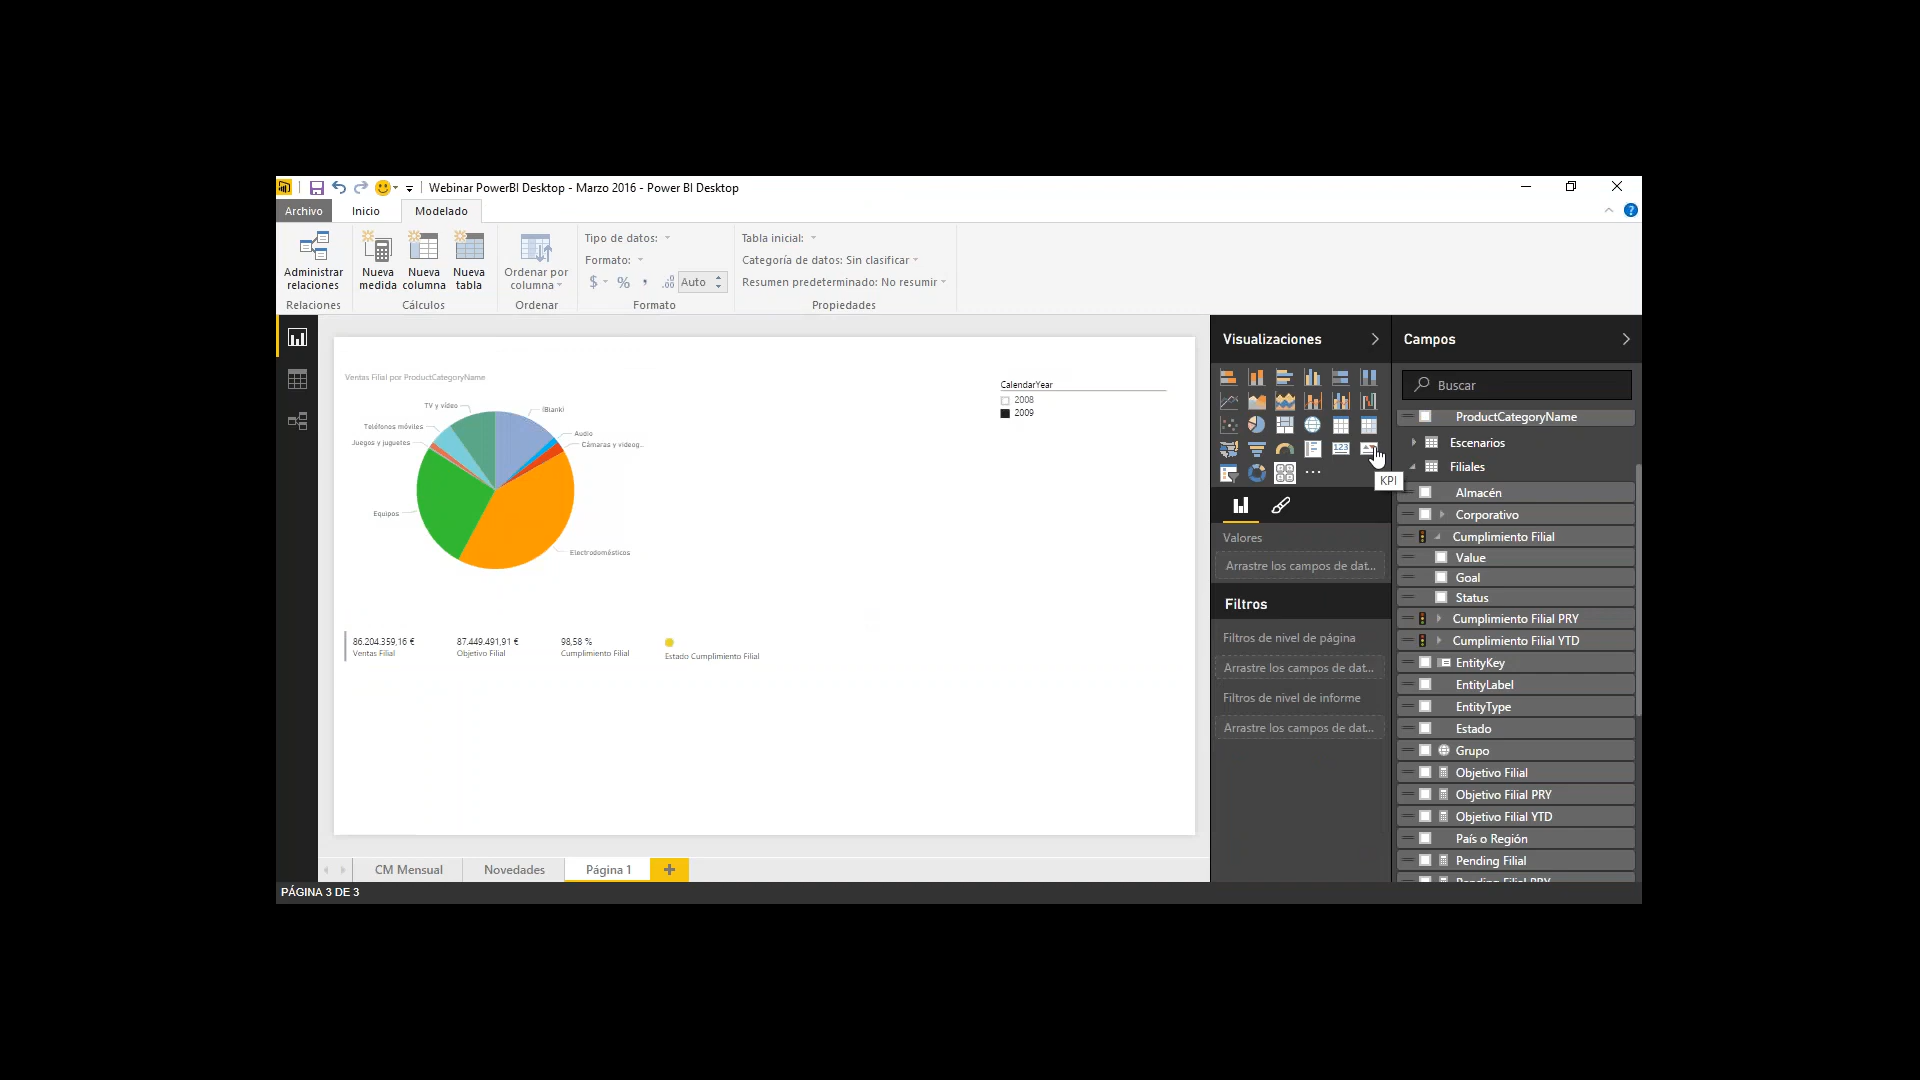 Webinar PowerBI Desktop - Marzo 2016 - Power BI Desktop
Archivo Inicio Modelado
Administrar relaciones
Nueva medida
Nueva columna
Nueva tabla
Ordenar por columna
Tipo de datos:
Formato:
$ % , .00 Auto
Tabla inicial:
Categoría de datos: Sin clasificar
Resumen predeterminado: No resumir
Relaciones Cálculos Ordenar Formato Propiedades
Ventas Filial por ProductCategoryName
TV y vídeo
(Blank)
Teléfonos móviles
Audio
Juegos y juguetes
Cámaras y videog...
Equipos
Electrodomésticos
CalendarYear
2008
2009
86.204.359,16 € 87.449.491,91 € 98,58 %
Ventas Filial Objetivo Filial Cumplimiento Filial Estado Cumplimiento Filial
Visualizaciones
123
KPI
Valores
Arrastre los campos de dat...
Filtros
Filtros de nivel de página
Arrastre los campos de dat...
Filtros de nivel de informe
Arrastre los campos de dat...
Campos
Buscar
ProductCategoryName
Escenarios
Filiales
Almacén
Corporativo
Cumplimiento Filial
Value
Goal
Status
Cumplimiento Filial PRY
Cumplimiento Filial YTD
EntityKey
EntityLabel
EntityType
Estado
Grupo
Objetivo Filial
Objetivo Filial PRY
Objetivo Filial YTD
País o Región
Pending Filial
Pending Filial PRY
CM Mensual Novedades Página 1
PÁGINA 3 DE 3